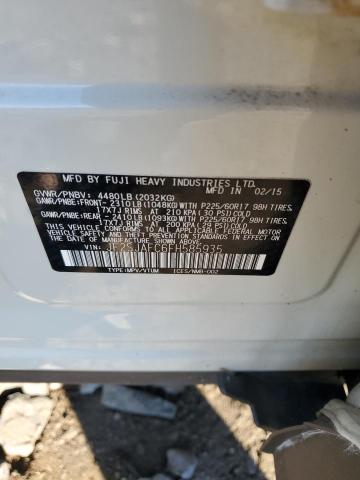 MFD BY FUJI HEAVY INDUSTRIES LTD.
MFD IN 02/15
GVWR/PNBV: 4480LB (2032KG)
GAWR/PNBE: FRONT- 2310LB (1048KG) WITH P225/60R17 98H TIRES,
17X7J RIMS AT 210 KPA (30 PSI) COLD
GAWR/PNBE: REAR - 2410LB (1093KG) WITH P225/60R17 98H TIRES,
17X7J RIMS AT 200 KPA (29 PSI) COLD
THIS VEHICLE CONFORMS TO ALL APPLICABLE FEDERAL MOTOR
VEHICLE SAFETY AND BUMPER STANDARDS IN EFFECT ON THE DATE OF
MANUFACTURE SHOWN ABOVE.
JF2SJAFC6FH585935
TYPE:MPV/VTUM ICES/NMB-002